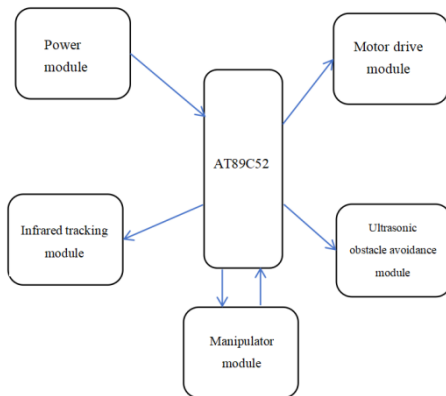 Power
module
Motor drive
module
AT89C52
Infrared tracking
module
Ultrasonic
obstacle avoidance
module
Manipulator
module